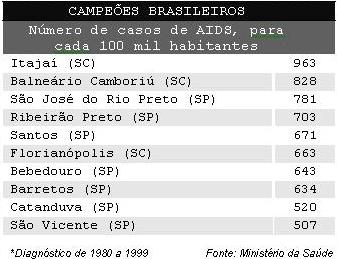 CAMPEÕES BRASILEIROS
Número de casos de AIDS, para
cada 100 mil habitantes
Itajaí (SC) 963
Balneário Camboriú (SC) 828
São José do Rio Preto (SP) 781
Ribeirão Preto (SP) 703
Santos (SP) 671
Florianópolis (SC) 663
Bebedouro (SP) 643
Barretos (SP) 634
Catanduva (SP) 520
São Vicente (SP) 507
*Diagnóstico de 1980 a 1999 Fonte: Ministério da Saúde